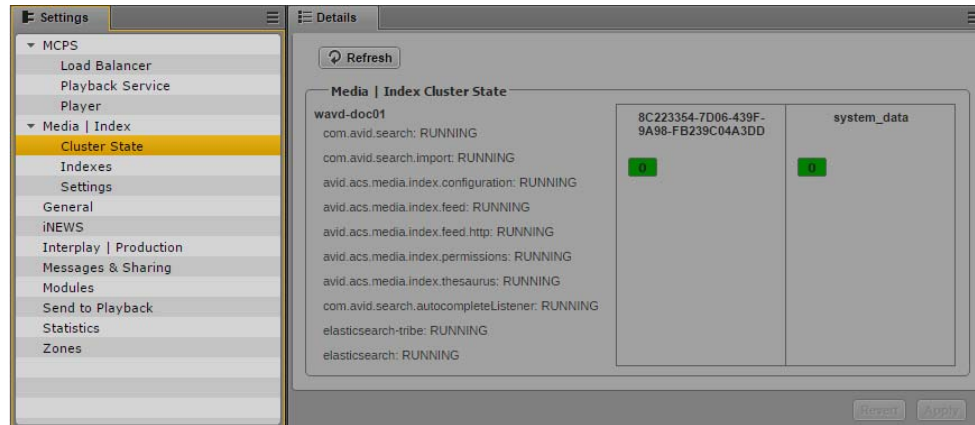 Settings
MCPS
Load Balancer
Playback Service
Player
Media | Index
Cluster State
Indexes
Settings
General
iNEWS
Interplay | Production
Messages & Sharing
Modules
Send to Playback
Statistics
Zones
Details
Refresh
Media | Index Cluster State
wavd-doc01
com.avid.search: RUNNING
com.avid.search.import: RUNNING
avid.acs.media.index.configuration: RUNNING
avid.acs.media.index.feed: RUNNING
avid.acs.media.index.feed.http: RUNNING
avid.acs.media.index.permissions: RUNNING
avid.acs.media.index.thesaurus: RUNNING
com.avid.search.autocompleteListener: RUNNING
elasticsearch-tribe: RUNNING
elasticsearch: RUNNING
8C223354-7D06-439F-
9A98-FB239C04A3DD
0
system_data
0
Revert
Apply